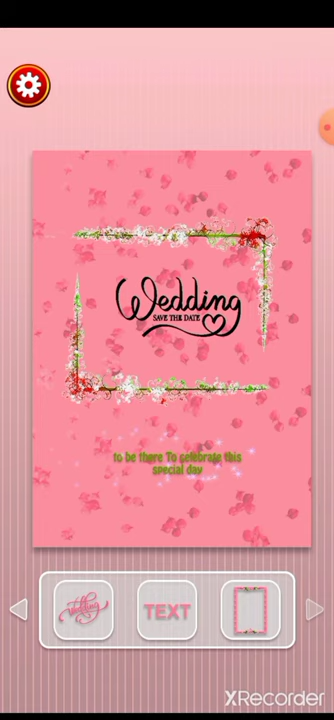 Wedding
SAVE THE DATE
to be there To celebrate this
special day
wedding
TEXT
XRecorder